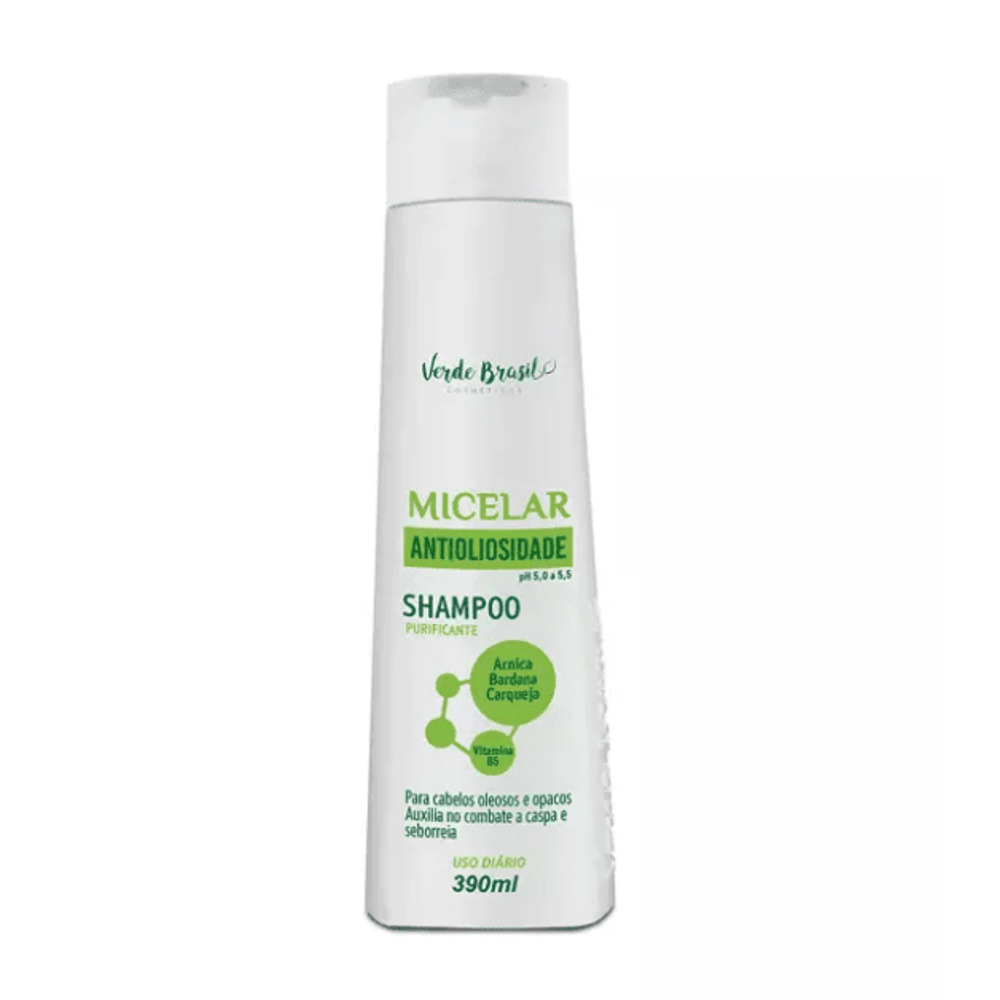 Verde Brasil
COSMÉTICOS
MICELAR
ANTIOLIOSIDADE
pH 5,0 a 5,5
SHAMPOO
PURIFICANTE
Arnica
Bardana
Carqueja
Vitamina
B5
Para cabelos oleosos e opacos
Auxilia no combate a caspa e
seborreia
USO DIÁRIO
390ml